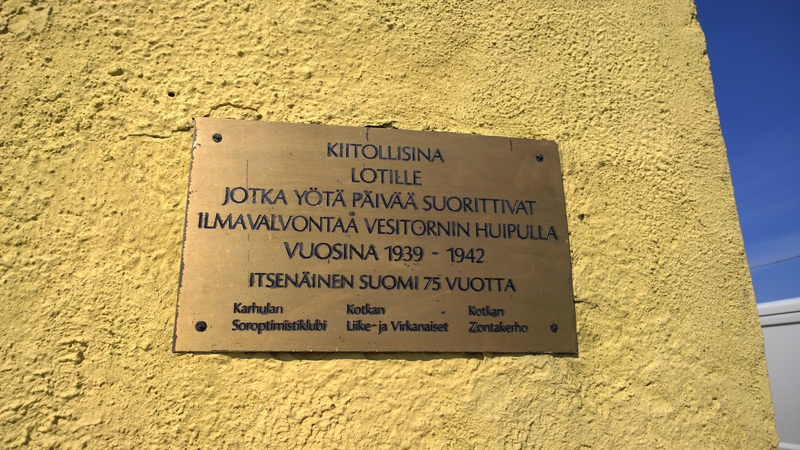 KIITOLLISINA
LOTILLE
JOTKA YÖTÄ PÄIVÄÄ SUORITTIVAT
ILMAVALVONTAA VESITORNIN HUIPULLA
VUOSINA 1939 - 1942
ITSENÄINEN SUOMI 75 VUOTTA
Karhulan Kotkan Kotkan
Soroptimistiklubi Liike- ja Virkanaiset Zontakerho